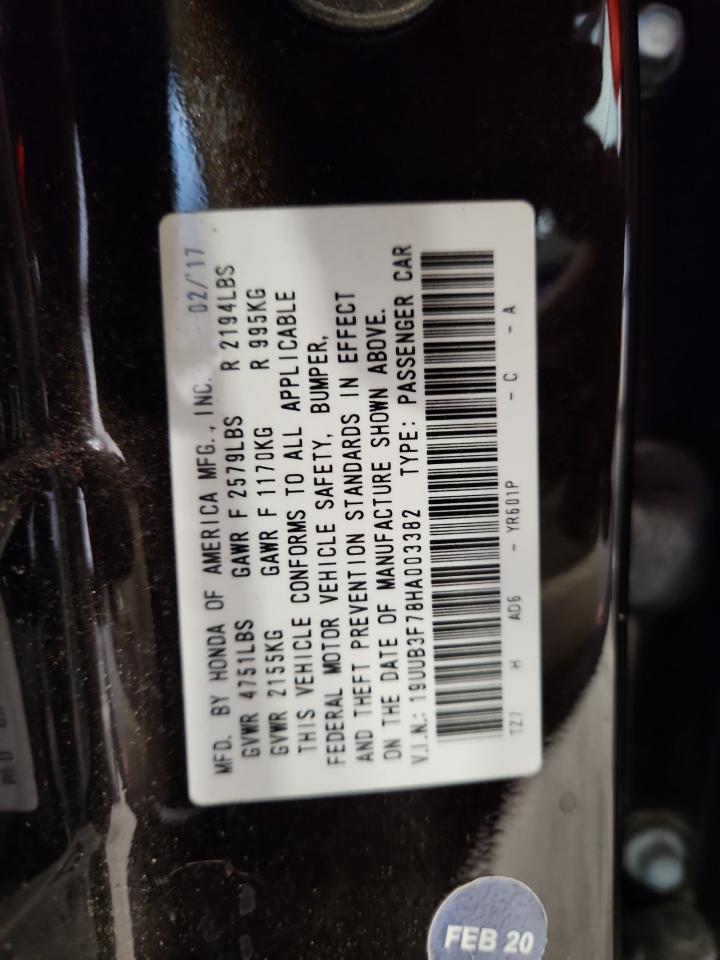 MFD. BY HONDA OF AMERICA MFG., INC. 02/'17
GVWR 4751LBS GAWR F 2579LBS R 2194LBS
GVWR 2155KG GAWR F 1170KG R 995KG
THIS VEHICLE CONFORMS TO ALL APPLICABLE
FEDERAL MOTOR VEHICLE SAFETY, BUMPER,
AND THEFT PREVENTION STANDARDS IN EFFECT
ON THE DATE OF MANUFACTURE SHOWN ABOVE.
V.I.N.: 19UUB3F78HA003382 TYPE: PASSENGER CAR
TZ7 H AD6 - YR601P - C - A
FEB 20